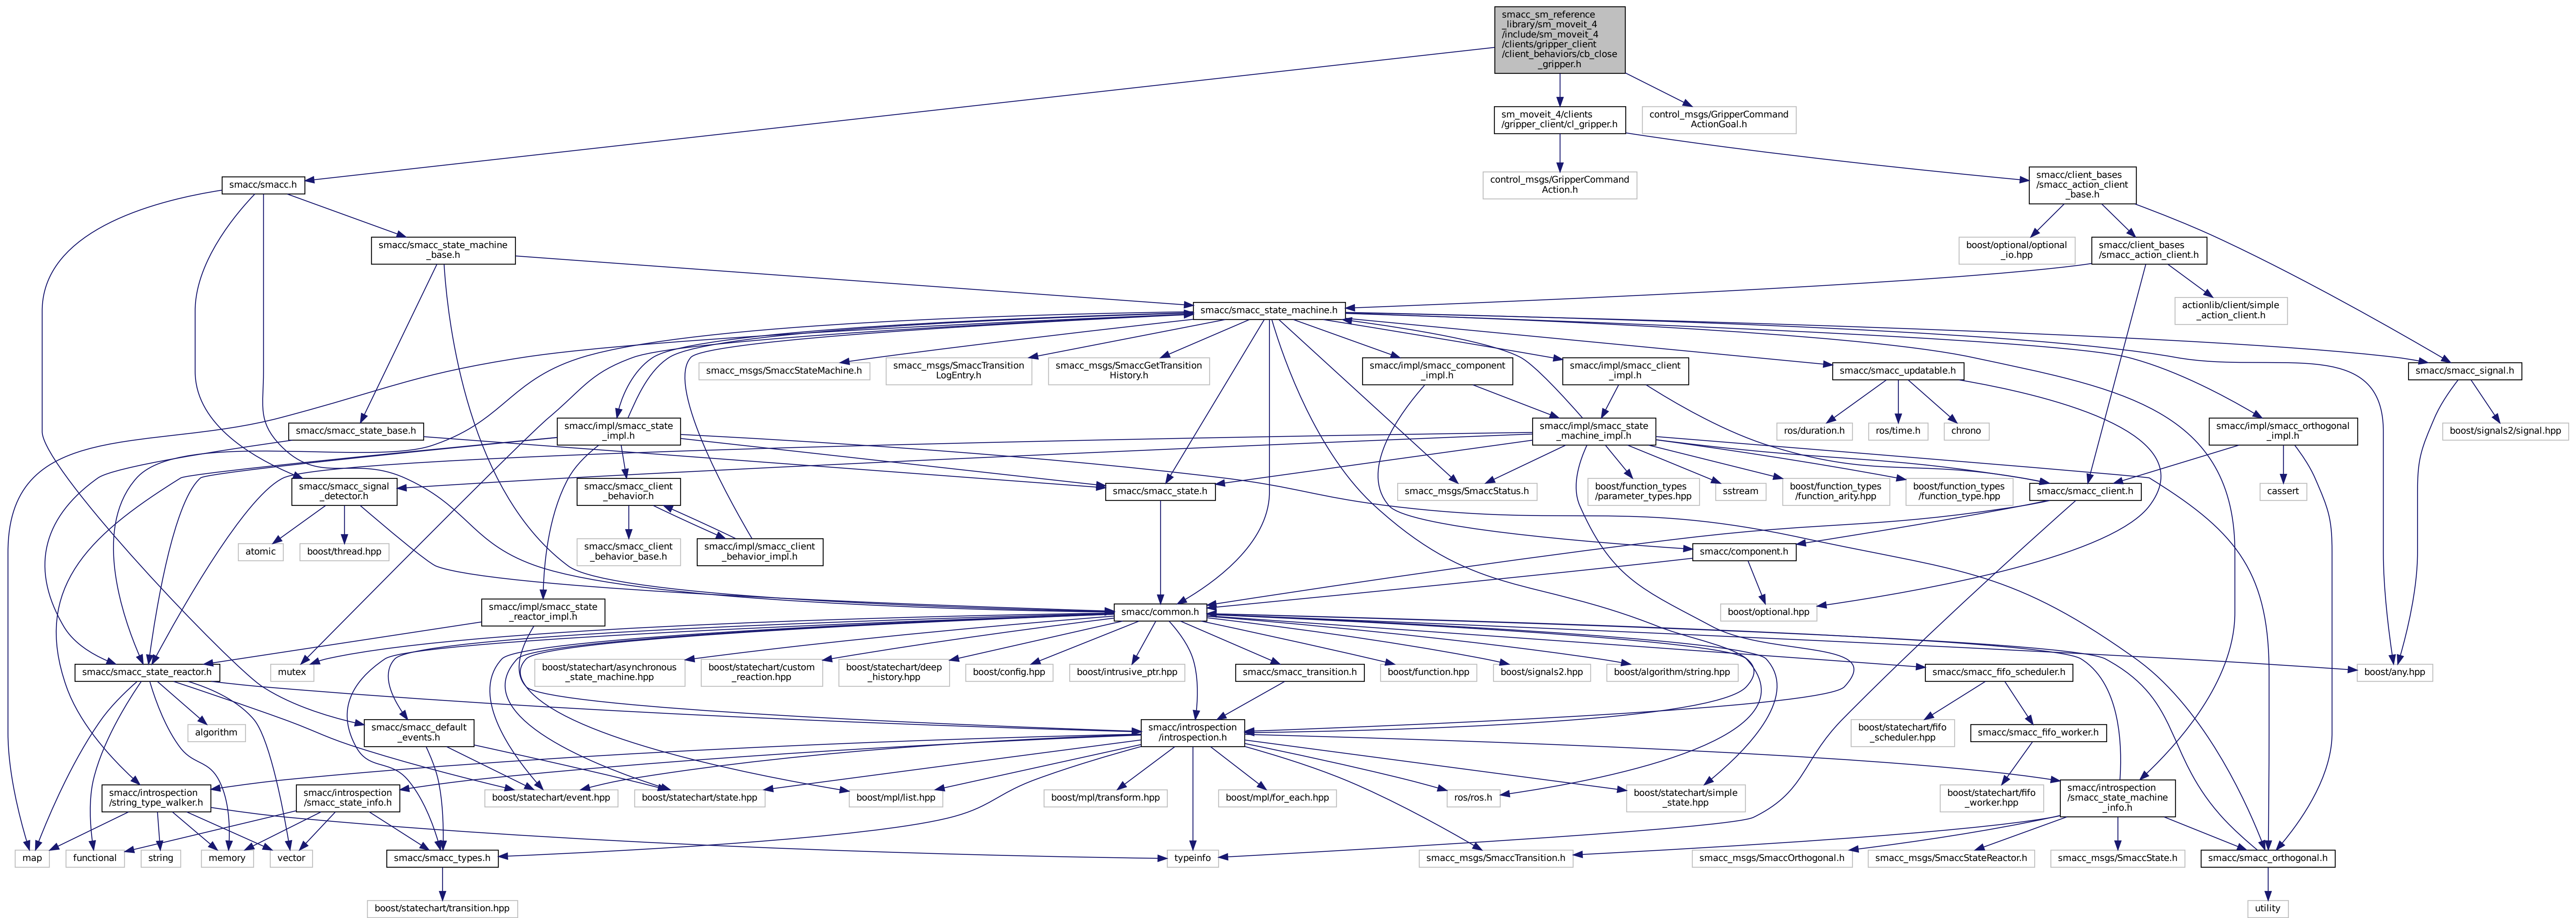 smacc_sm_reference
_library/sm_moveit_4
/include/sm_moveit_4
/clients/gripper_client
/client_behaviors/cb_close
_gripper.h
sm_moveit_4/clients
/gripper_client/cl_gripper.h
control_msgs/GripperCommand
ActionGoal.h
smacc/smacc.h
control_msgs/GripperCommand
Action.h
smacc/client_bases
/smacc_action_client
_base.h
smacc/smacc_state_machine
_base.h
boost/optional/optional
_io.hpp
smacc/client_bases
/smacc_action_client.h
smacc/smacc_state_machine.h
actionlib/client/simple
_action_client.h
smacc_msgs/SmaccStateMachine.h
smacc_msgs/SmaccTransition
LogEntry.h
smacc_msgs/SmaccGetTransition
History.h
smacc/impl/smacc_component
_impl.h
smacc/impl/smacc_client
_impl.h
smacc/smacc_updatable.h
smacc/smacc_signal.h
smacc/smacc_state_base.h
smacc/impl/smacc_state
_impl.h
smacc/impl/smacc_state
_machine_impl.h
ros/duration.h
ros/time.h
chrono
smacc/impl/smacc_orthogonal
_impl.h
boost/signals2/signal.hpp
smacc/smacc_signal
_detector.h
smacc/smacc_client
_behavior.h
smacc/smacc_state.h
smacc_msgs/SmaccStatus.h
boost/function_types
/parameter_types.hpp
sstream
boost/function_types
/function_arity.hpp
boost/function_types
/function_type.hpp
smacc/smacc_client.h
cassert
atomic
boost/thread.hpp
smacc/smacc_client
_behavior_base.h
smacc/impl/smacc_client
_behavior_impl.h
smacc/component.h
smacc/impl/smacc_state
_reactor_impl.h
smacc/common.h
boost/optional.hpp
smacc/smacc_state_reactor.h
mutex
boost/statechart/asynchronous
_state_machine.hpp
boost/statechart/custom
_reaction.hpp
boost/statechart/deep
_history.hpp
boost/config.hpp
boost/intrusive_ptr.hpp
smacc/smacc_transition.h
boost/function.hpp
boost/signals2.hpp
boost/algorithm/string.hpp
smacc/smacc_fifo_scheduler.h
boost/any.hpp
algorithm
smacc/smacc_default
_events.h
smacc/introspection
/introspection.h
boost/statechart/fifo
_scheduler.hpp
smacc/smacc_fifo_worker.h
smacc/introspection
/string_type_walker.h
smacc/introspection
/smacc_state_info.h
boost/statechart/event.hpp
boost/statechart/state.hpp
boost/mpl/list.hpp
boost/mpl/transform.hpp
boost/mpl/for_each.hpp
ros/ros.h
boost/statechart/simple
_state.hpp
boost/statechart/fifo
_worker.hpp
smacc/introspection
/smacc_state_machine
_info.h
map
functional
string
memory
vector
smacc/smacc_types.h
typeinfo
smacc_msgs/SmaccTransition.h
smacc_msgs/SmaccOrthogonal.h
smacc_msgs/SmaccStateReactor.h
smacc_msgs/SmaccState.h
smacc/smacc_orthogonal.h
boost/statechart/transition.hpp
utility